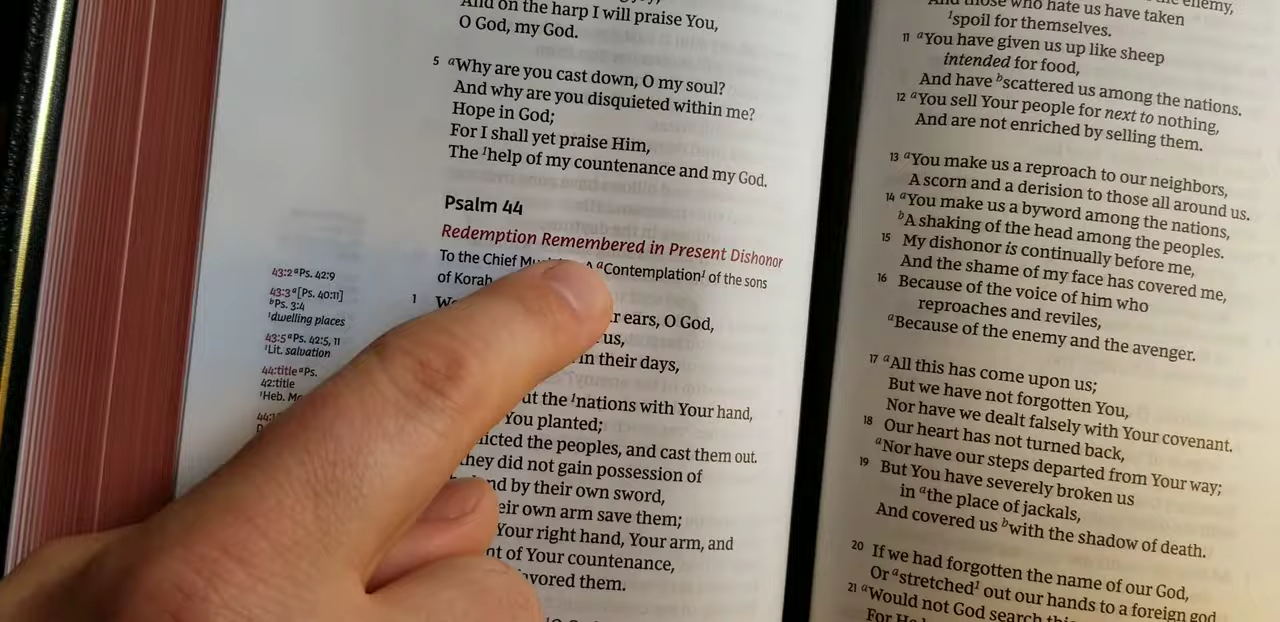 And on the harp I will praise You,
O God, my God.
5 aWhy are you cast down, O my soul?
And why are you disquieted within me?
Hope in God;
For I shall yet praise Him,
The 1help of my countenance and my God.
Psalm 44
Redemption Remembered in Present Dishonor
To the Chief A aContemplation1 of the sons
of Korah
1
ears, O God,
us,
in their days,
the 1nations with Your hand,
You planted;
the peoples, and cast them out.
they did not gain possession of
by their own sword,
own arm save them;
Your right hand, Your arm, and
of Your countenance,
them.
43:2 aPs. 42:9
43:3 a[Ps. 40:11]
bPs. 3:4
1dwelling places
43:5 aPs. 42:5, 11
1Lit. salvation
44:title aPs.
42:title
1Heb.
enemy,
And those who hate us have taken
1spoil for themselves.
11 aYou have given us up like sheep
intended for food,
And have bscattered us among the nations.
12 aYou sell Your people for next to nothing,
And are not enriched by selling them.
13 aYou make us a reproach to our neighbors,
A scorn and a derision to those all around us.
14 aYou make us a byword among the nations,
bA shaking of the head among the peoples.
15 My dishonor is continually before me,
And the shame of my face has covered me,
16 Because of the voice of him who
reproaches and reviles,
aBecause of the enemy and the avenger.
17 aAll this has come upon us;
But we have not forgotten You,
Nor have we dealt falsely with Your covenant.
18 Our heart has not turned back,
aNor have our steps departed from Your way;
19 But You have severely broken us
in athe place of jackals,
And covered us bwith the shadow of death.
20 If we had forgotten the name of our God,
Or astretched1 out our hands to a foreign god,
21 aWould not God search this
For He